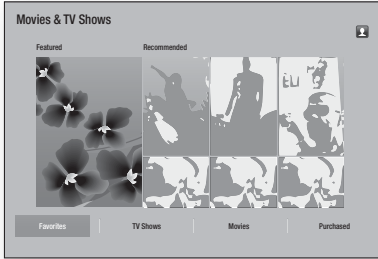 Movies & TV Shows
Featured Recommended
Favorites TV Shows Movies Purchased